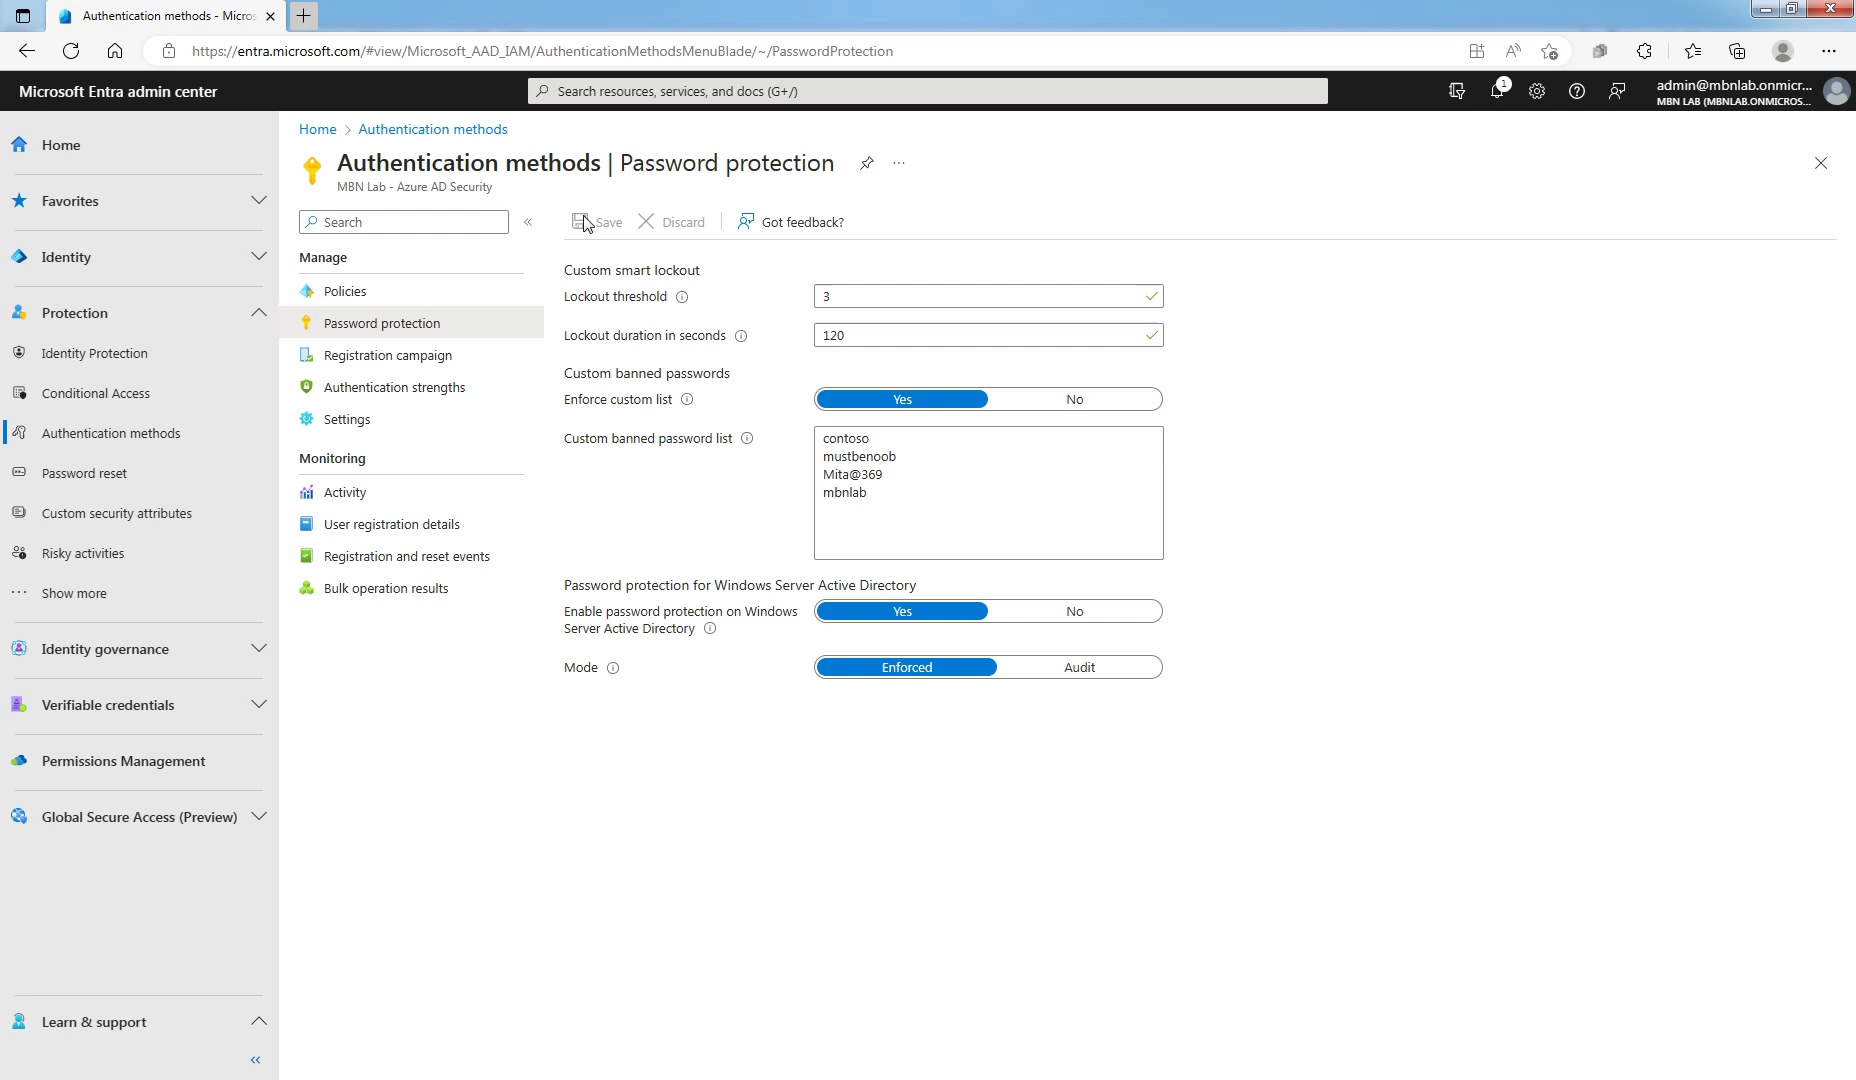 Authentication methods - Micros
https://entra.microsoft.com/#view/Microsoft_AAD_IAM/AuthenticationMethodsMenuBlade/~/PasswordProtection
Microsoft Entra admin center
Search resources, services, and docs (G+/)
1
admin@mbnlab.onmicr...
MBN LAB (MBNLAB.ONMICROS...
Home
Favorites
Identity
Protection
Identity Protection
Conditional Access
Authentication methods
Password reset
Custom security attributes
Risky activities
Show more
Identity governance
Verifiable credentials
Permissions Management
Global Secure Access (Preview)
Learn & support
Home > Authentication methods
Authentication methods | Password protection
MBN Lab - Azure AD Security
Search
Manage
Policies
Password protection
Registration campaign
Authentication strengths
Settings
Monitoring
Activity
User registration details
Registration and reset events
Bulk operation results
Save
Discard
Got feedback?
Custom smart lockout
Lockout threshold
3
Lockout duration in seconds
120
Custom banned passwords
Enforce custom list
Yes
No
Custom banned password list
contoso
mustbenoob
Mita@369
mbnlab
Password protection for Windows Server Active Directory
Enable password protection on Windows
Server Active Directory
Yes
No
Mode
Enforced
Audit